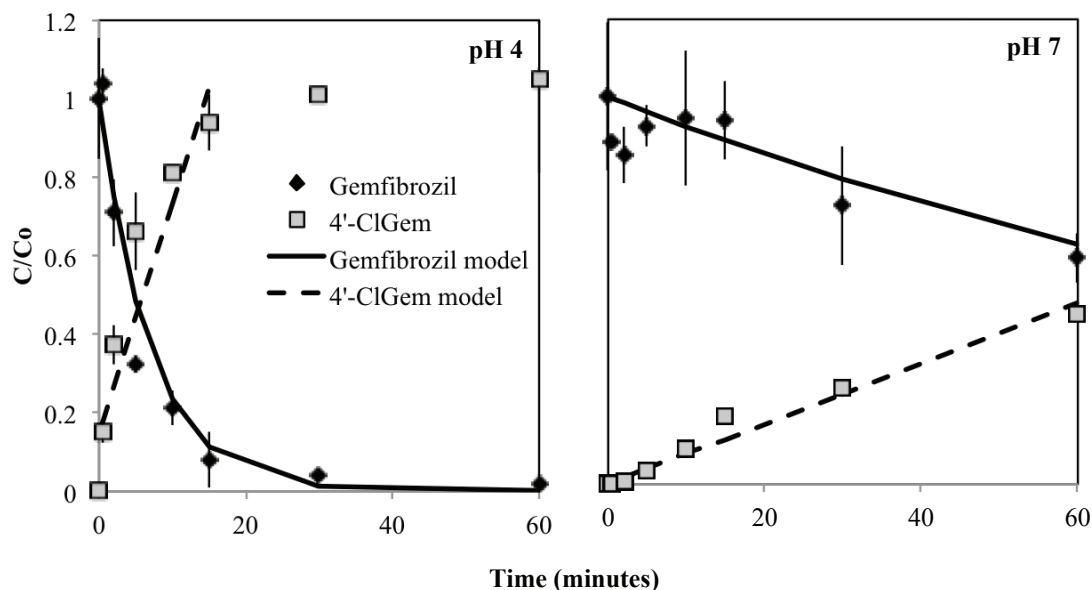 1.2
1
0.8
0.6
0.4
0.2
0
C/Co
pH 4
Gemfibrozil
4'-ClGem
Gemfibrozil model
4'-ClGem model
0 20 40 60
pH 7
20 40 60
Time (minutes)